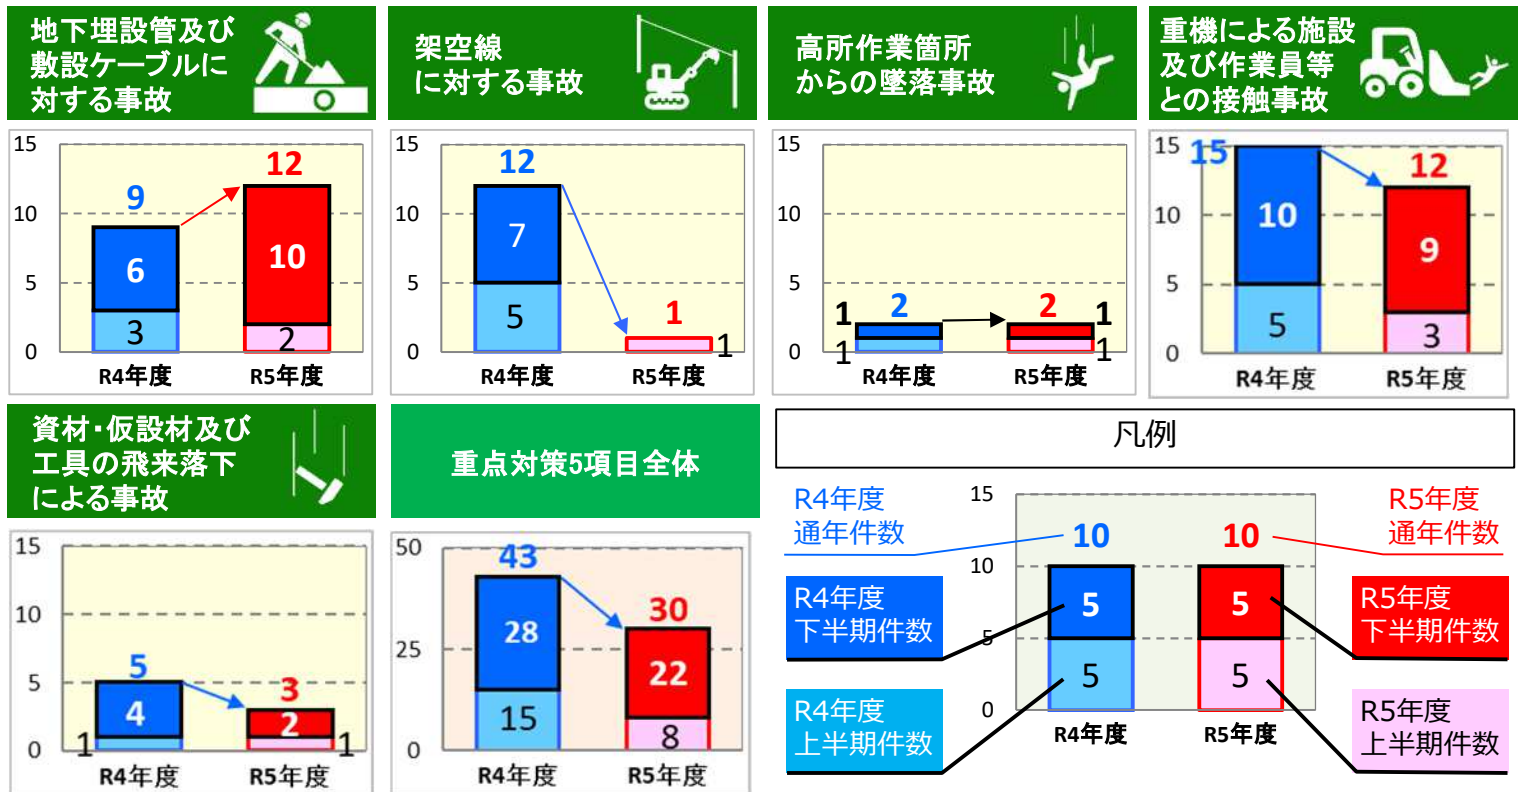 地下埋設管及び
敷設ケーブルに
対する事故
15
10
5
0
9
6
3
12
10
2
R4年度
R5年度
架空線
に対する事故
15
10
5
0
12
7
5
1
1
R4年度
R5年度
高所作業箇所
からの墜落事故
15
10
5
0
1
2
1
2
1
1
R4年度
R5年度
重機による施設
及び作業員等
との接触事故
15
10
5
0
15
10
5
12
9
3
R4年度
R5年度
資材・仮設材及び
工具の飛来落下
による事故
15
10
5
0
5
4
1
3
2
1
R4年度
R5年度
重点対策5項目全体
50
25
0
43
28
15
30
22
8
R4年度
R5年度
凡例
R4年度
通年件数
R4年度
下半期件数
R4年度
上半期件数
15
10
5
0
10
5
5
10
5
5
R4年度
R5年度
R5年度
通年件数
R5年度
下半期件数
R5年度
上半期件数